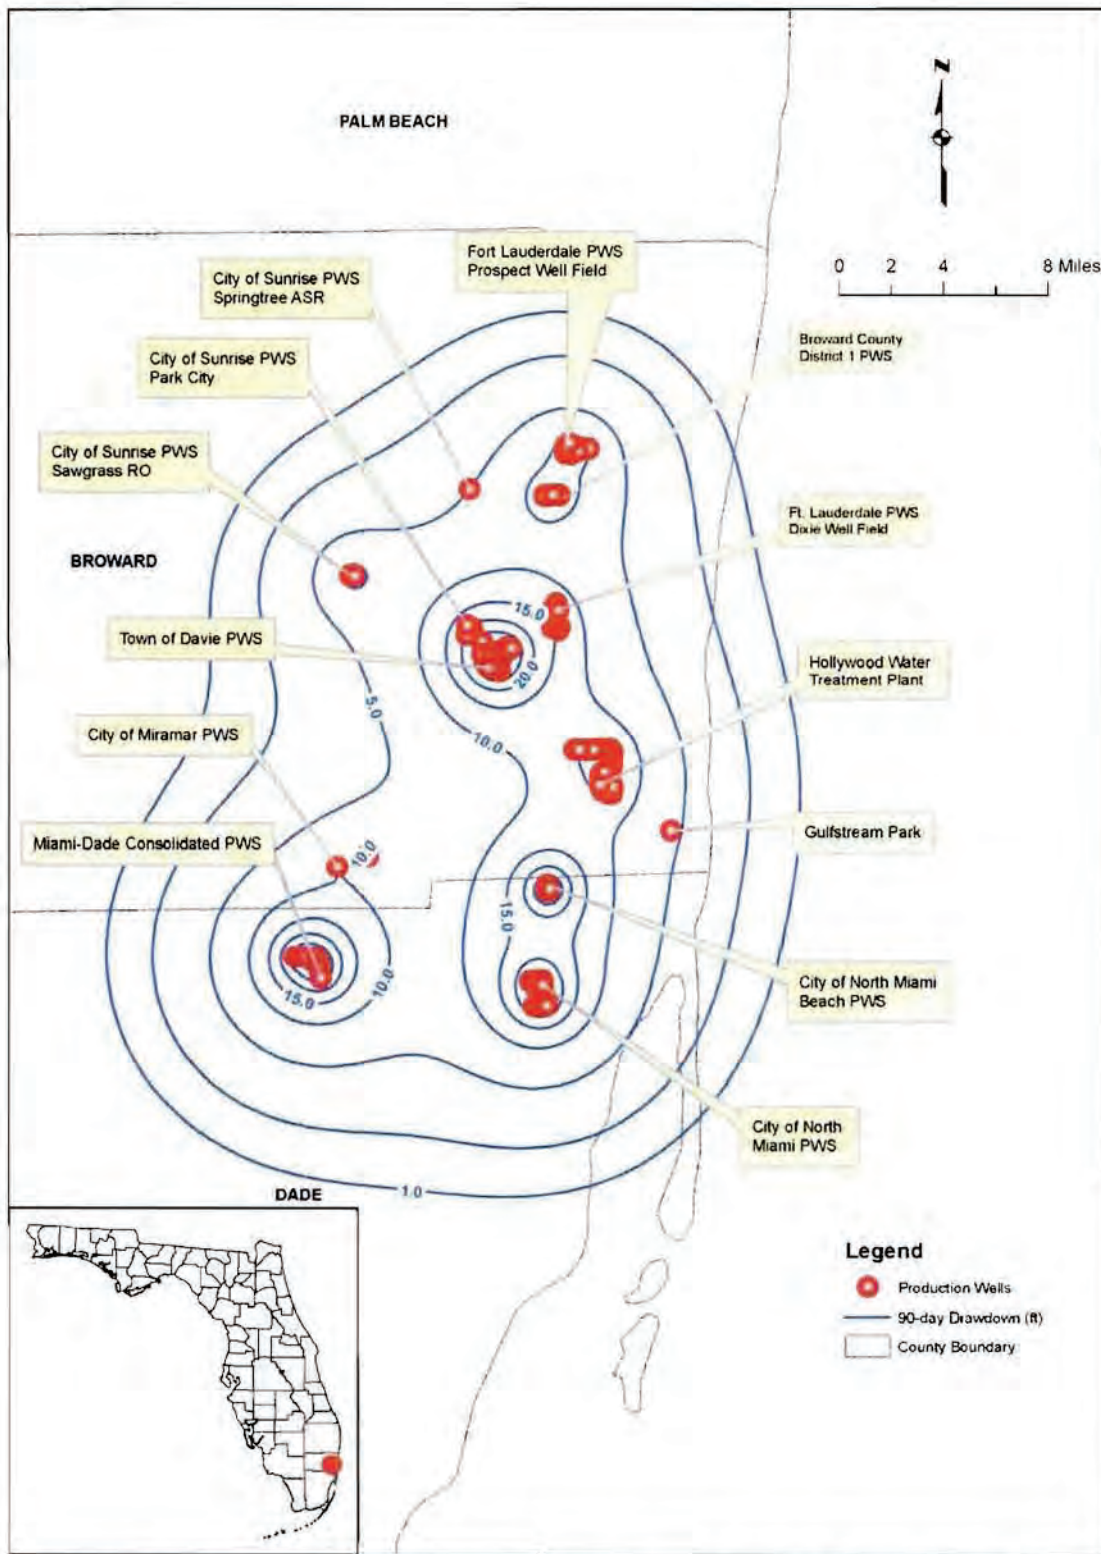 N
PALM BEACH
Fort Lauderdale PWS
Prospect Well Field
City of Sunrise PWS
Springtree ASR
0 2 4 8 Miles
Broward County
District 1 PWS
City of Sunrise PWS
Park City
City of Sunrise PWS
Sawgrass RO
Ft. Lauderdale PWS
Dixie Well Field
BROWARD
15.0
Town of Davie PWS
20.0
Hollywood Water
Treatment Plant
5.0
City of Miramar PWS
10.0
Miami-Dade Consolidated PWS
10.0
Gulfstream Park
15.0
15.0
10.0
City of North Miami
Beach PWS
City of North
Miami PWS
DADE
1.0
Legend
Production Wells
90-day Drawdown (ft)
County Boundary